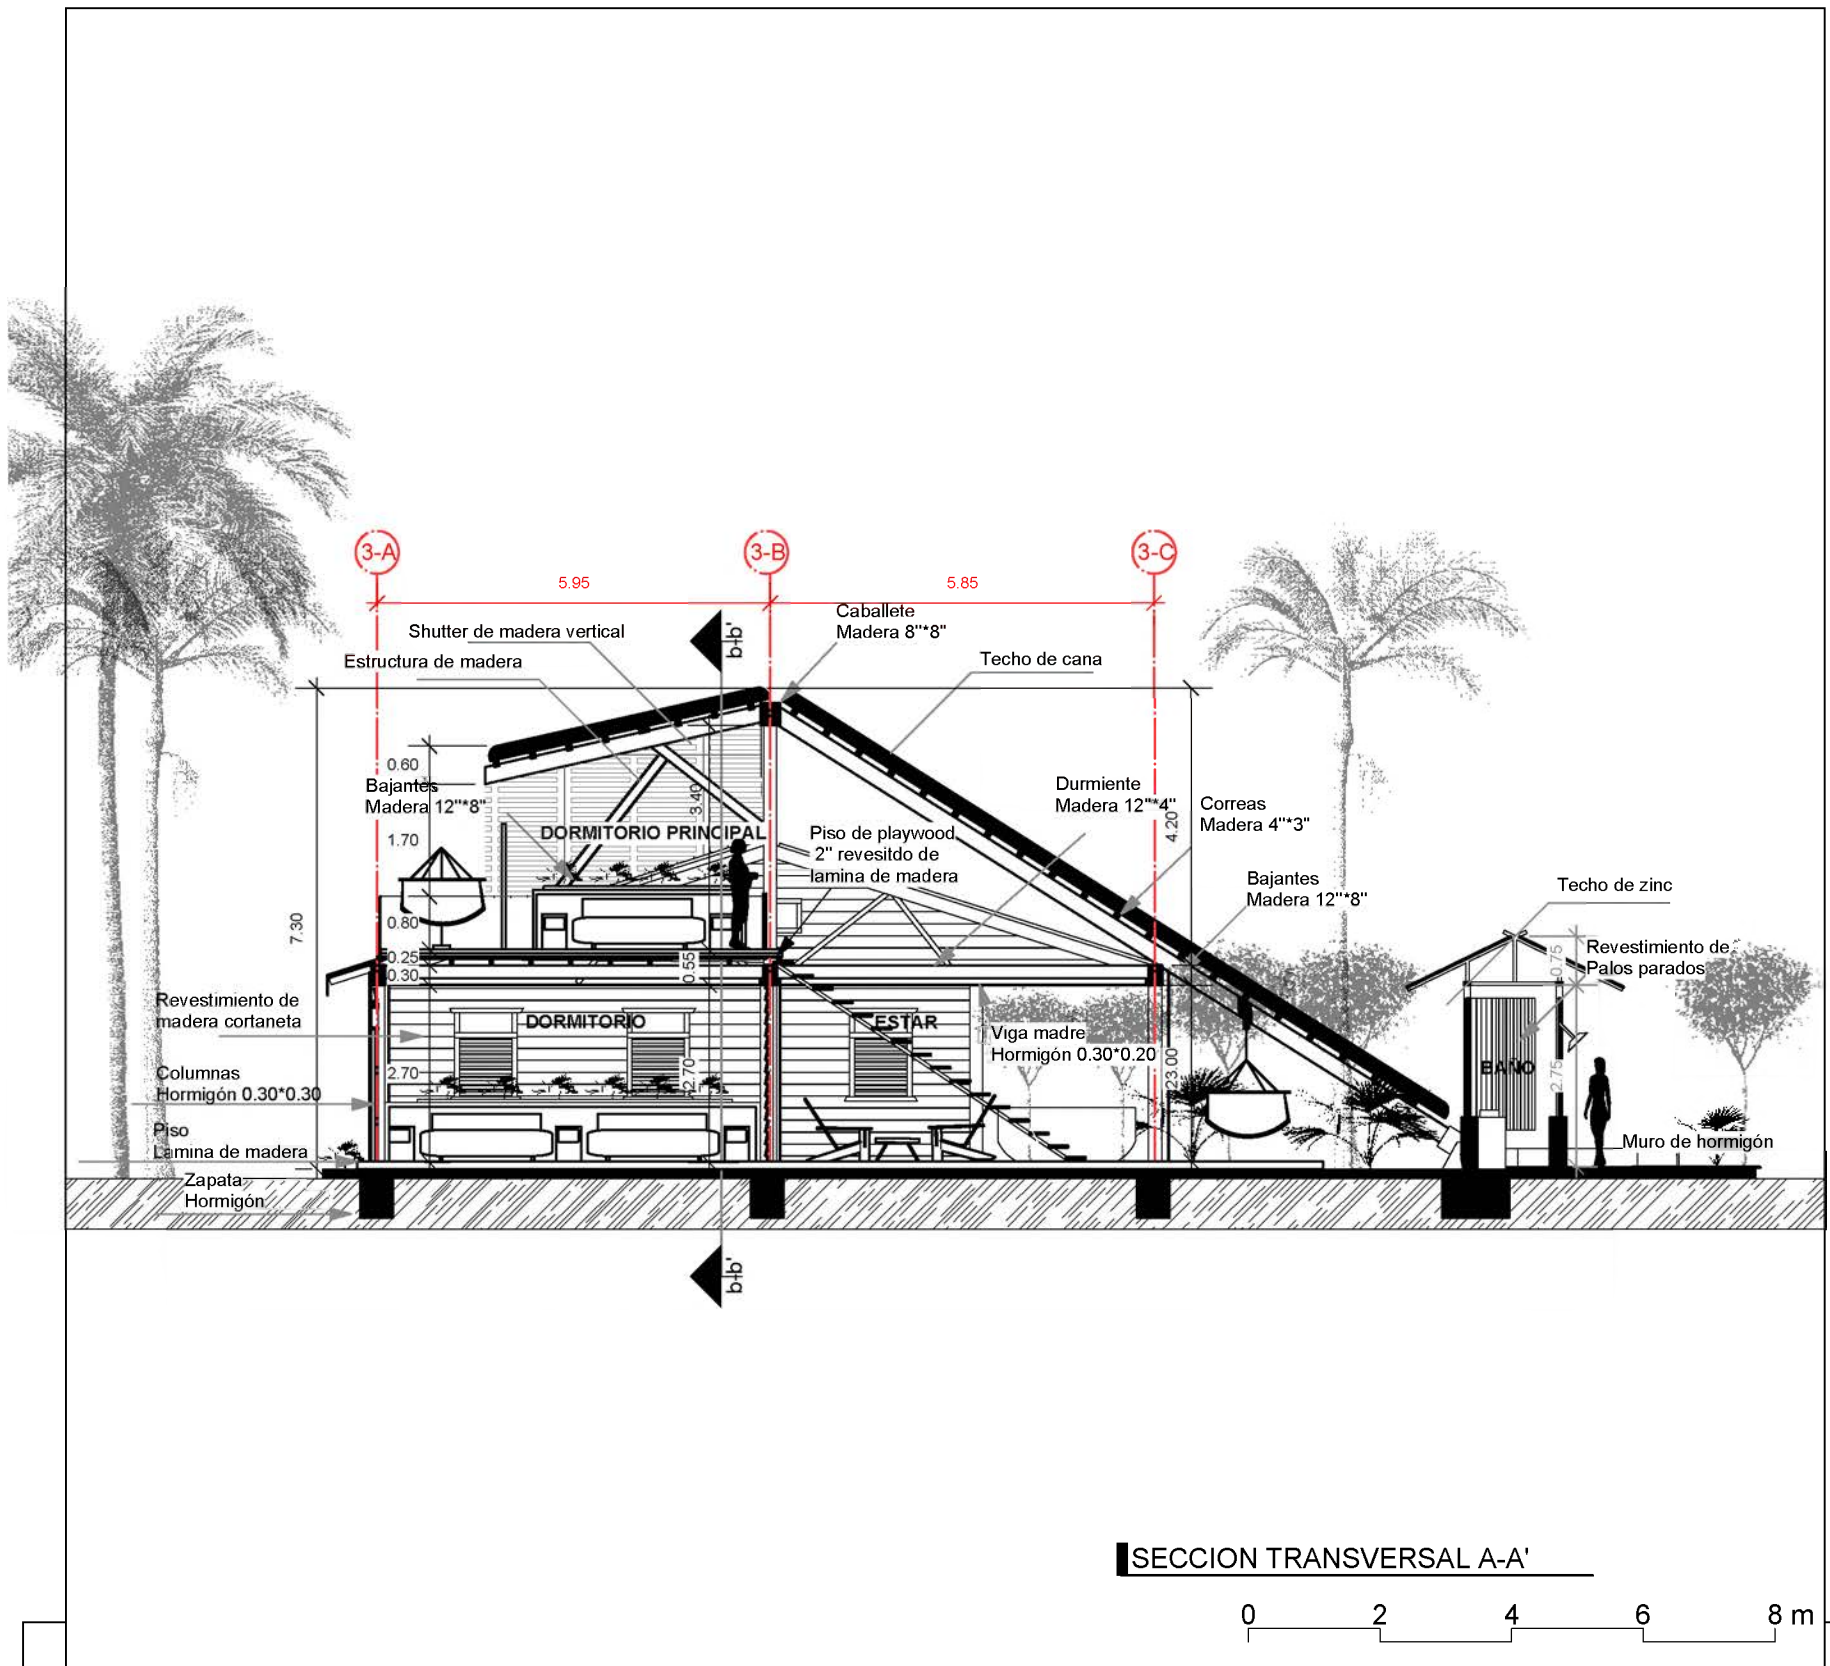 3-A
3-B
3-C
5.95
5.85
Caballete
Madera 8"*8"
b-b'
Shutter de madera vertical
Estructura de madera
Techo de cana
0.60
Bajantes
Madera 12"*8"
3.40
Durmiente
Madera 12"*4"
Correas
Madera 4"*3"
4.20
1.70
DORMITORIO PRINCIPAL
Piso de playwood
2" revesitdo de
lamina de madera
Bajantes
Madera 12"*8"
Techo de zinc
7.30
0.80
0.25
0.30
0.55
0.75
Revestimiento de
Palos parados
Revestimiento de
madera cortaneta
DORMITORIO
ESTAR
Viga madre
Hormigón 0.30*0.20
23.00
2.70
2.70
2.75
BAÑO
Columnas
Hormigón 0.30*0.30
Piso
Lamina de madera
Muro de hormigón
Zapata
Hormigón
b-b'
SECCION TRANSVERSAL A-A'
0 2 4 6 8 m